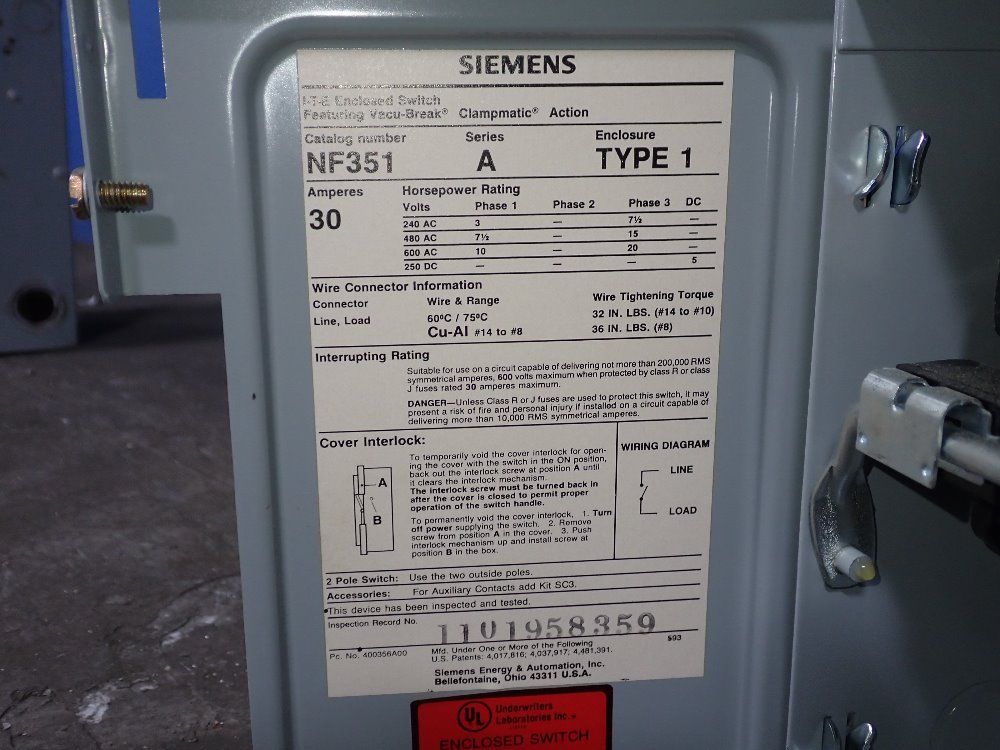 SIEMENS
I-T-E Enclosed Switch
Featuring Vacu-Break® Clampmatic® Action
Catalog number Series Enclosure
NF351 A TYPE 1
Amperes Horsepower Rating
30 Volts Phase 1 Phase 2 Phase 3 DC
240 AC 3 — 7½ —
480 AC 7½ — 15 —
600 AC 10 — 20 —
250 DC — — — 5
Wire Connector Information
Connector Wire & Range Wire Tightening Torque
Line, Load 60°C / 75°C 32 IN. LBS. (#14 to #10)
Cu-Al #14 to #8 36 IN. LBS. (#8)
Interrupting Rating
Suitable for use on a circuit capable of delivering not more than 200,000 RMS
symmetrical amperes, 600 volts maximum when protected by class R or class
J fuses rated 30 amperes maximum.
DANGER—Unless Class R or J fuses are used to protect this switch, it may
present a risk of fire and personal injury if installed on a circuit capable of
delivering more than 10,000 RMS symmetrical amperes.
Cover Interlock:
To temporarily void the cover interlock for open-
ing the cover with the switch in the ON position,
back out the interlock screw at position A until
it clears the interlock mechanism.
The interlock screw must be turned back in
after the cover is closed to permit proper
operation of the switch handle.
To permanently void the cover interlock, 1. Turn
off power supplying the switch. 2. Remove
screw from position A in the cover. 3. Push
interlock mechanism up and install screw at
position B in the box.
A
B
WIRING DIAGRAM
LINE
LOAD
2 Pole Switch: Use the two outside poles.
Accessories: For Auxiliary Contacts add Kit SC3.
This device has been inspected and tested.
Inspection Record No. 1101958359
Pc. No. 400356A00 Mfd. Under One or More of the Following S93
U.S. Patents: 4,017,816; 4,037,917; 4,481,391.
Siemens Energy & Automation, Inc.
Bellefontaine, Ohio 43311 U.S.A.
UL Underwriters
Laboratories Inc.®
ENCLOSED SWITCH